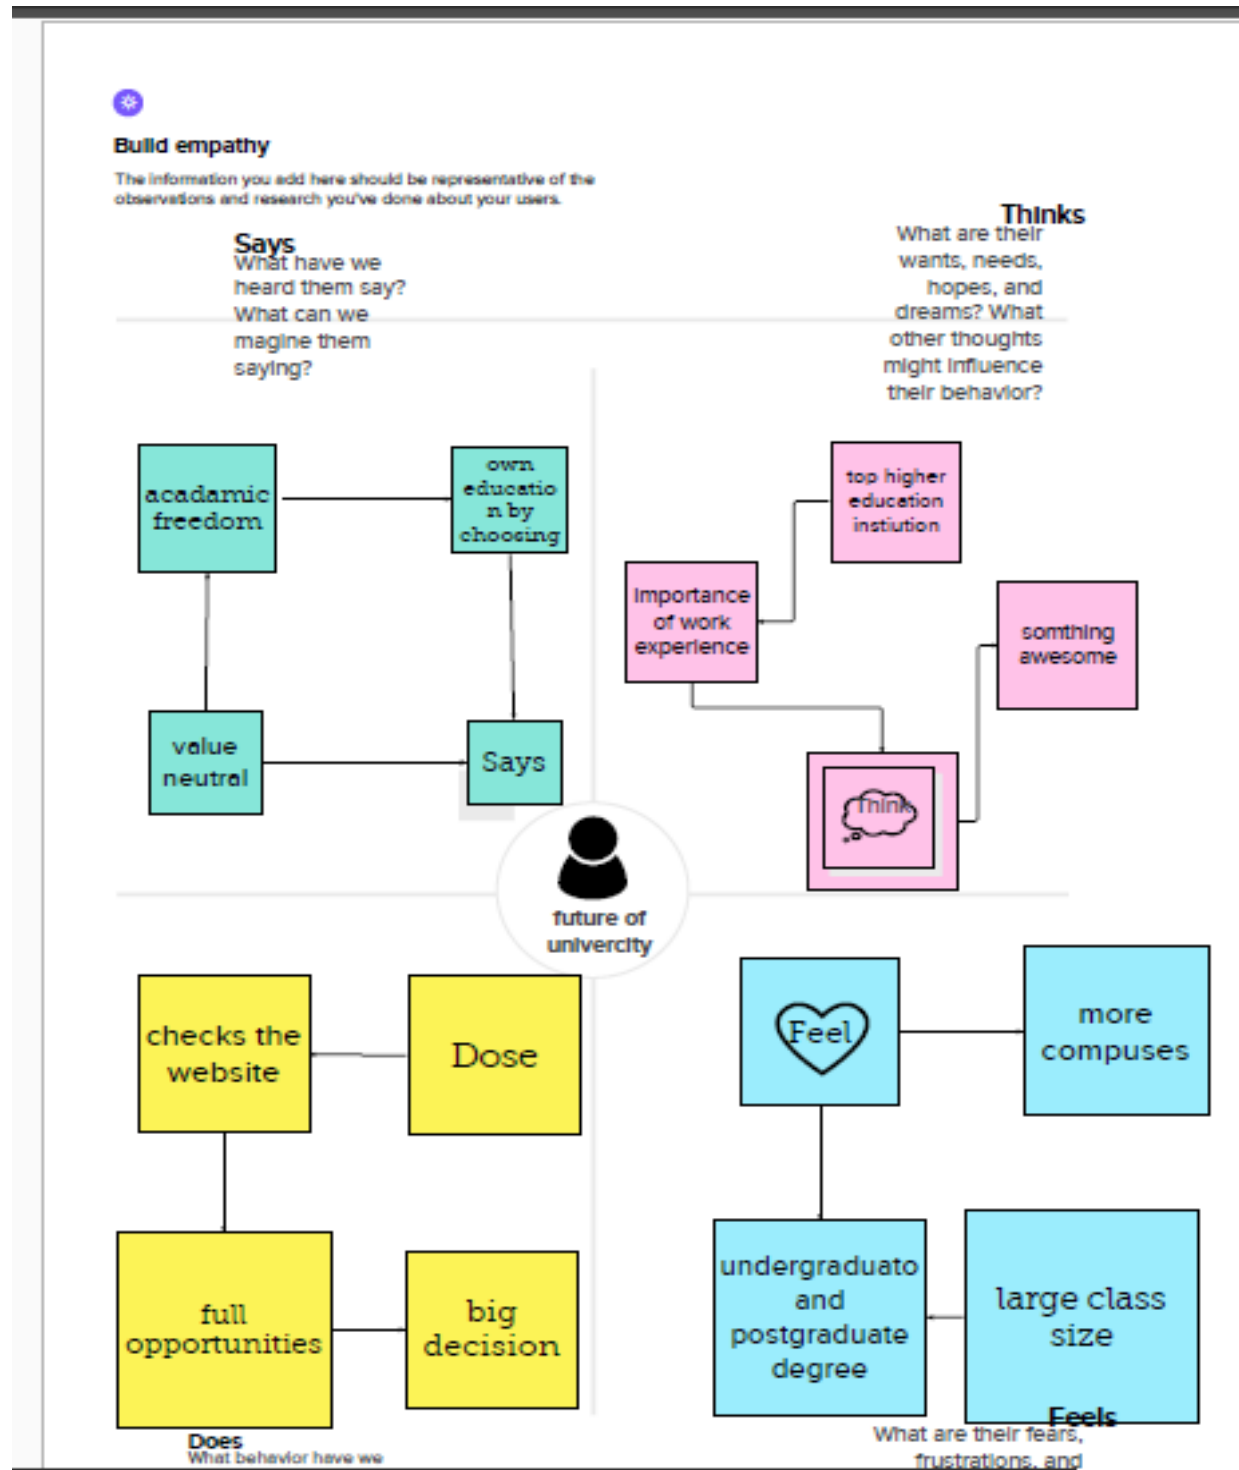 Build empathy
The information you add here should be representative of the
observations and research you've done about your users.
Says
What have we
heard them say?
What can we
magine them
saying?
Thinks
What are their
wants, needs,
hopes, and
dreams? What
other thoughts
might influence
their behavior?
acadamic
freedom
own
educatio
n by
choosing
value
neutral
Says
top higher
education
instiution
importance
of work
experience
somthing
awesome
Think
future of
univercity
checks the
website
Dose
full
opportunities
big
decision
Feel
more
compuses
undergraduato
and
postgraduate
degree
large class
size
Does
What behavior have we
Feels
What are their fears,
frustrations, and